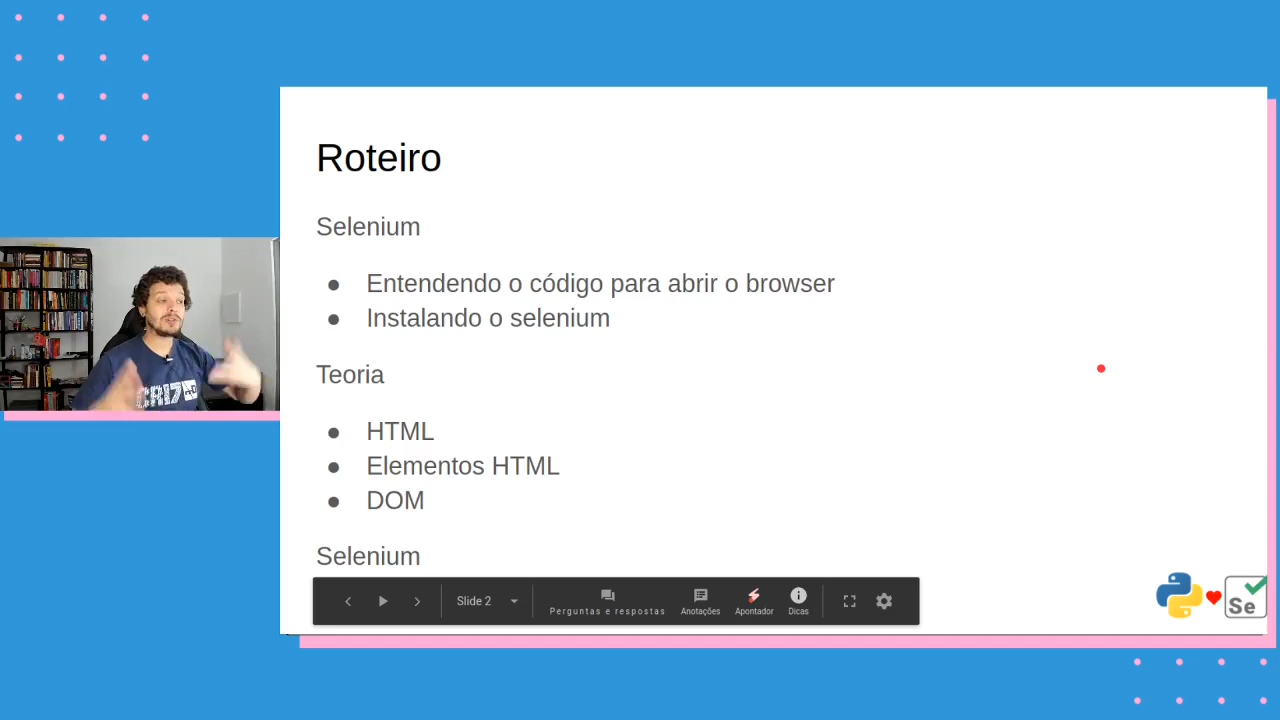 Roteiro
Selenium
● Entendendo o código para abrir o browser
● Instalando o selenium
Teoria
● HTML
● Elementos HTML
● DOM
Selenium
Slide 2
Perguntas e respostas
Anotações
Apontador
Dicas
Se